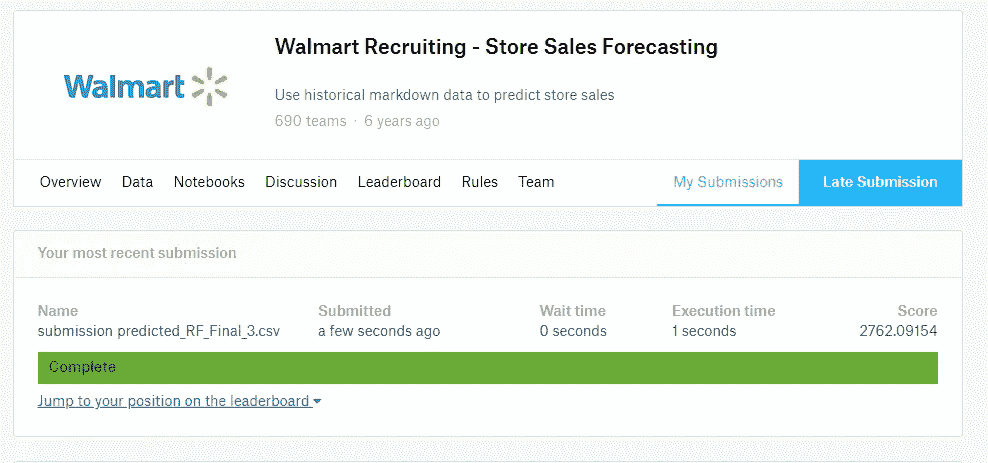 Walmart Recruiting - Store Sales Forecasting
Walmart
Use historical markdown data to predict store sales
690 teams · 6 years ago
Overview Data Notebooks Discussion Leaderboard Rules Team My Submissions Late Submission
Your most recent submission
Name Submitted Wait time Execution time Score
submission predicted_RF_Final_3.csv a few seconds ago 0 seconds 1 seconds 2762.09154
Complete
Jump to your position on the leaderboard